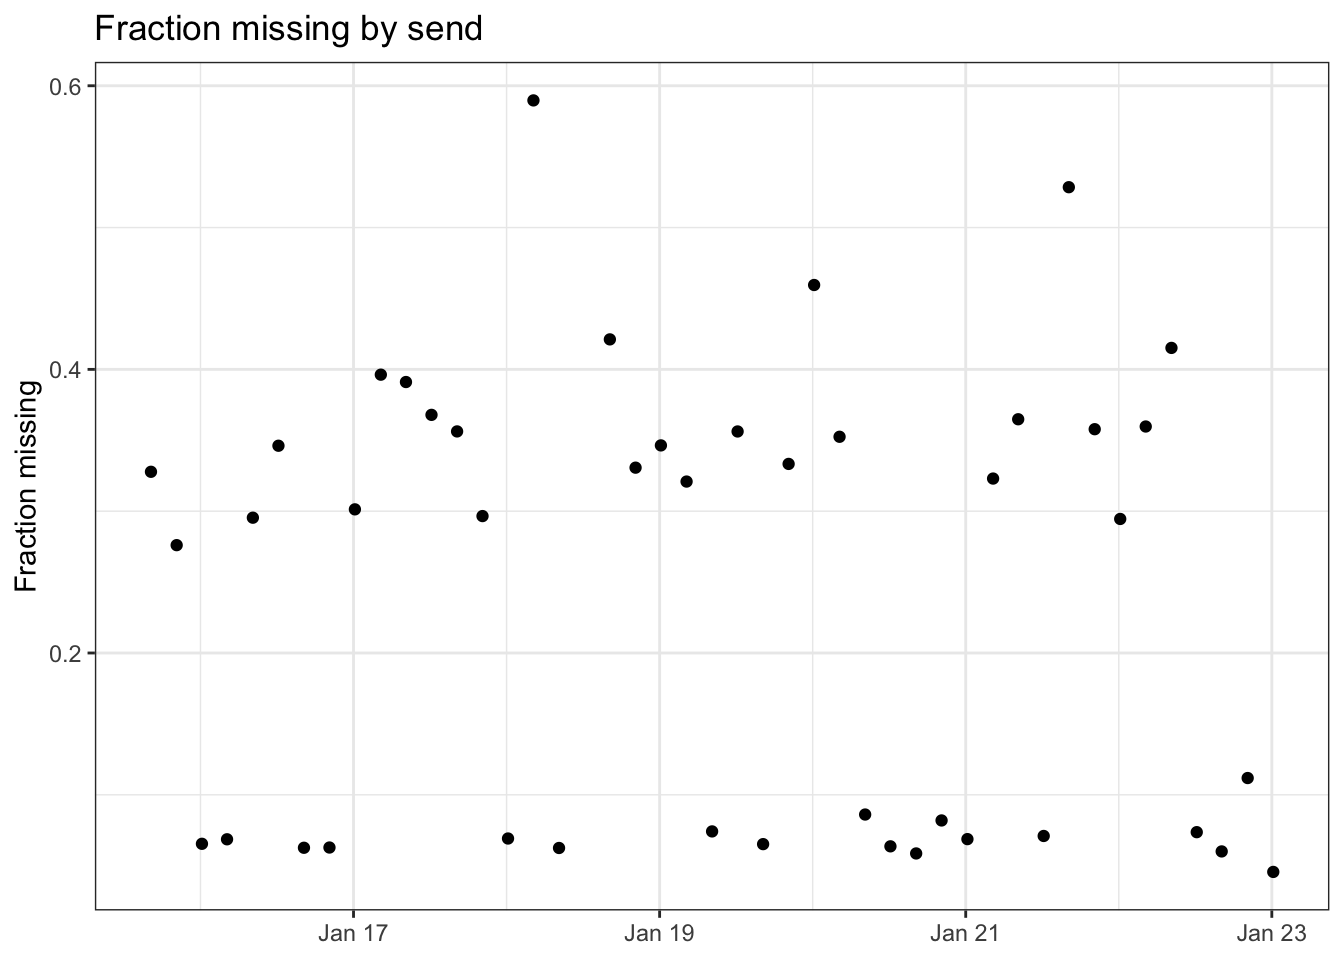 Fraction missing by send
0.6
0.4
0.2
Fraction missing
Jan 17
Jan 19
Jan 21
Jan 23